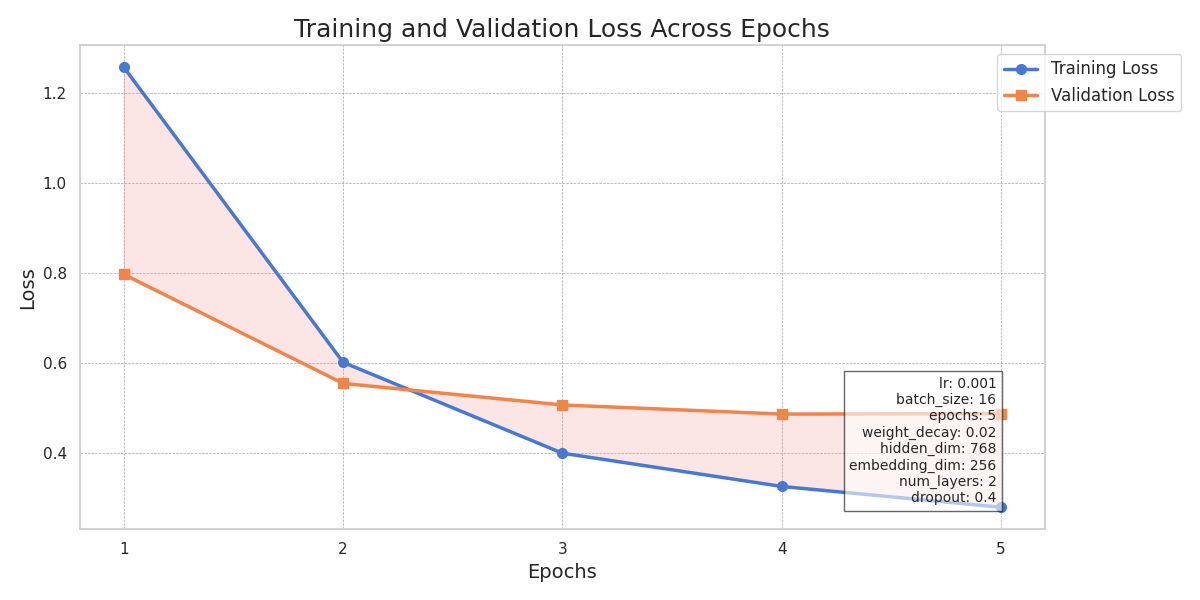 Training and Validation Loss Across Epochs
Training Loss
Validation Loss
Loss
1.2
1.0
0.8
0.6
0.4
lr: 0.001
batch_size: 16
epochs: 5
weight_decay: 0.02
hidden_dim: 768
embedding_dim: 256
num_layers: 2
dropout: 0.4
1 2 3 4 5
Epochs